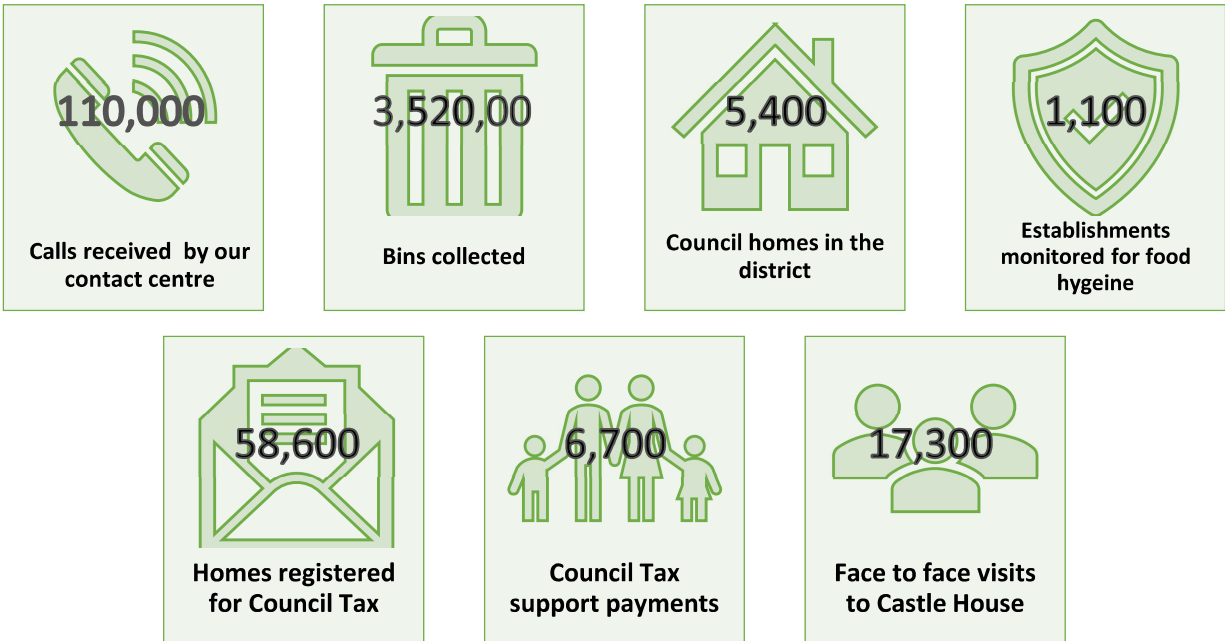 110,000
Calls received  by our
contact centre
3,520,00
Bins collected
5,400
Council homes in the
district
1,100
Establishments
monitored for food
hygeine
58,600
Homes registered
for Council Tax
6,700
Council Tax
support payments
17,300
Face to face visits
to Castle House